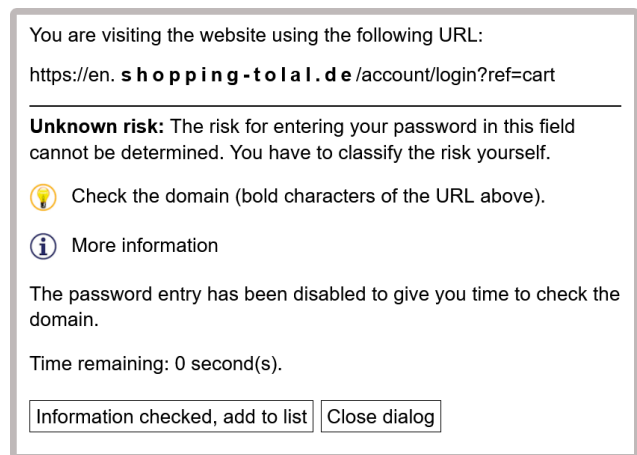 You are visiting the website using the following URL:
https://en. shopping-tolal.de/account/login?ref=cart
Unknown risk: The risk for entering your password in this field
cannot be determined. You have to classify the risk yourself.
Check the domain (bold characters of the URL above).
More information
The password entry has been disabled to give you time to check the
domain.
Time remaining: 0 second(s).
Information checked, add to list Close dialog